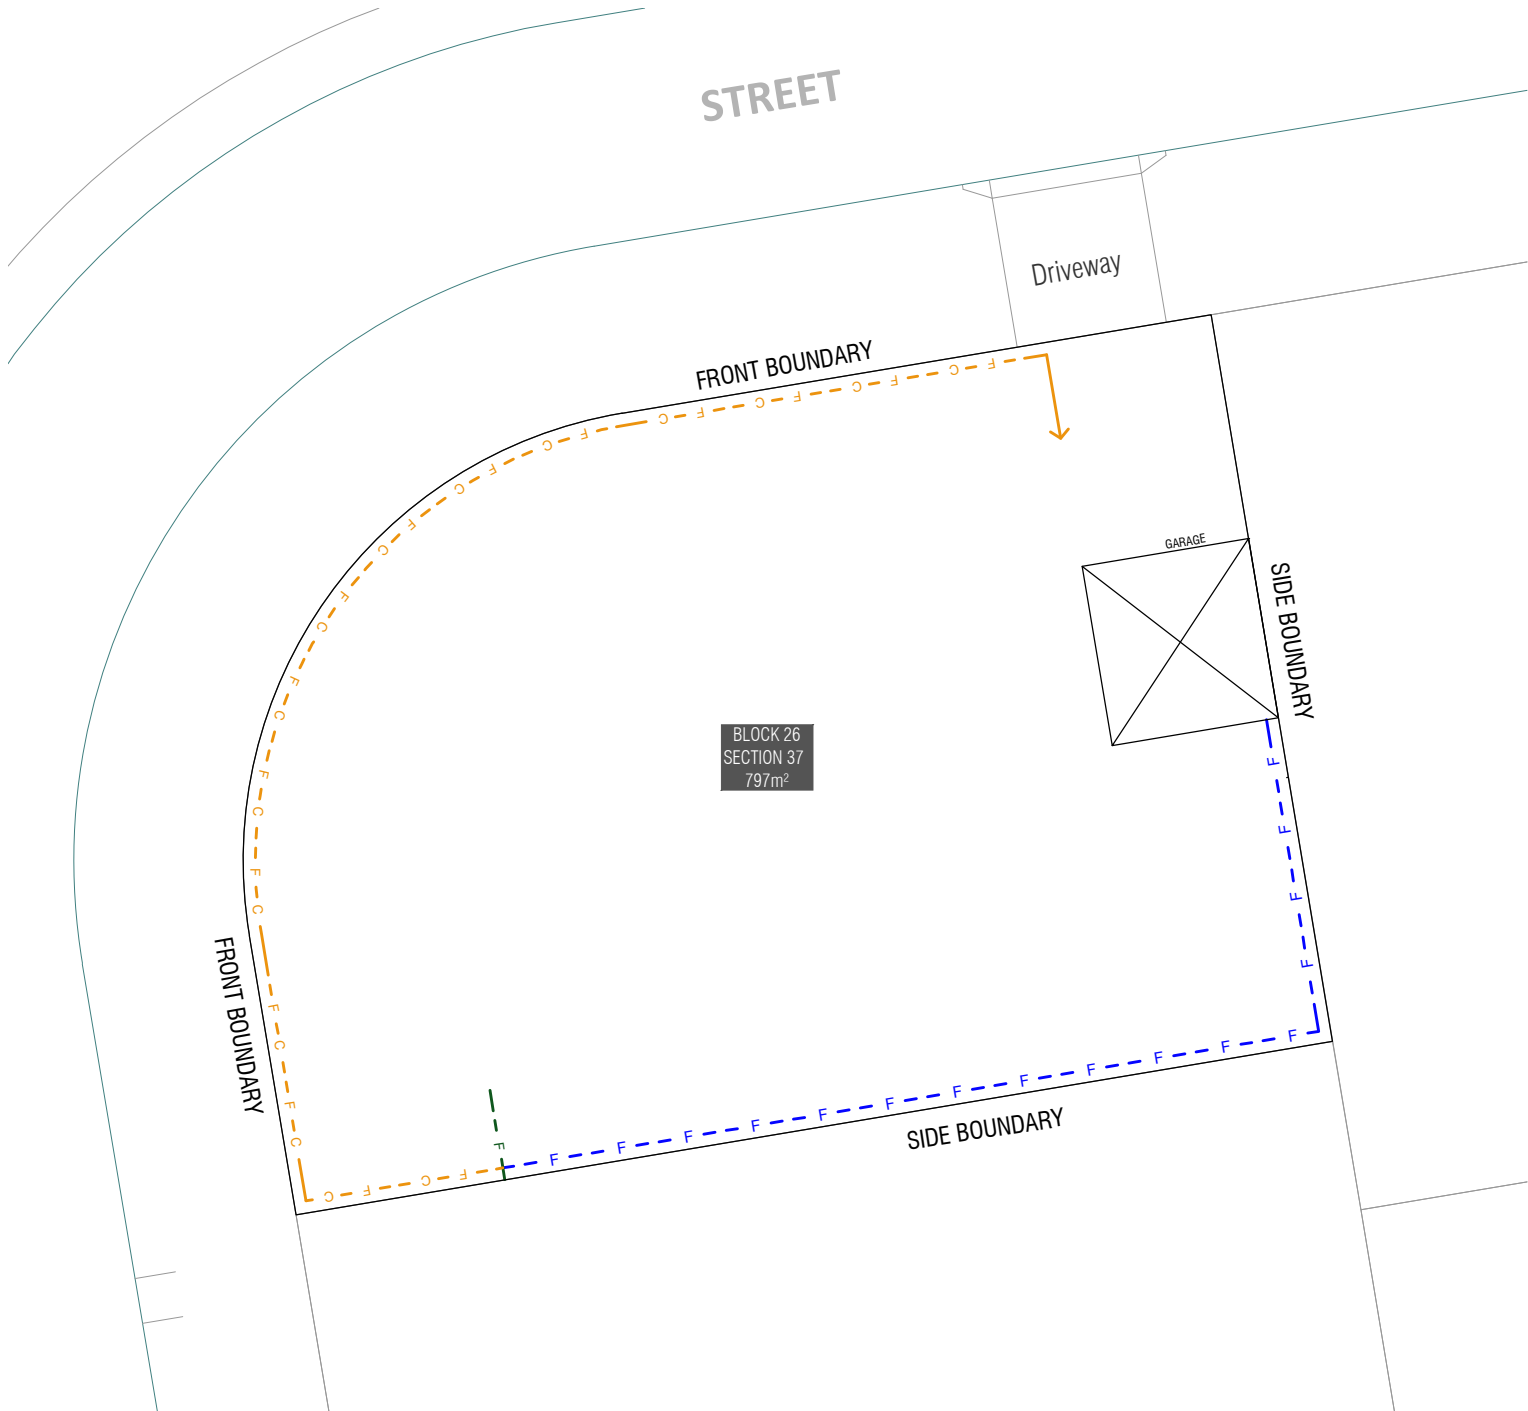 STREET
Driveway
FRONT BOUNDARY
F C F C F C F C
F C F C F C F C F C F C F C
GARAGE
SIDE BOUNDARY
BLOCK 26
SECTION 37
797m²
F
F
F
F
FRONT BOUNDARY
F
C
F
C
F
C F C F
F F F F F F F F F F F F
SIDE BOUNDARY